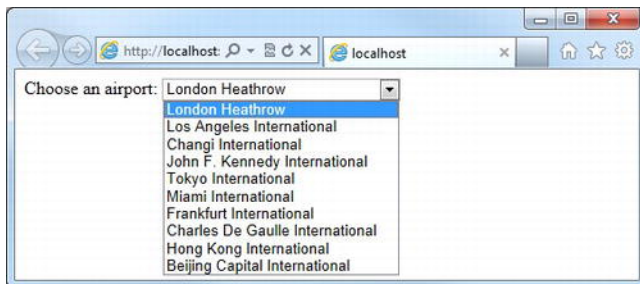 http://localhost:
localhost
Choose an airport: London Heathrow
London Heathrow
Los Angeles International
Changi International
John F. Kennedy International
Tokyo International
Miami International
Frankfurt International
Charles De Gaulle International
Hong Kong International
Beijing Capital International